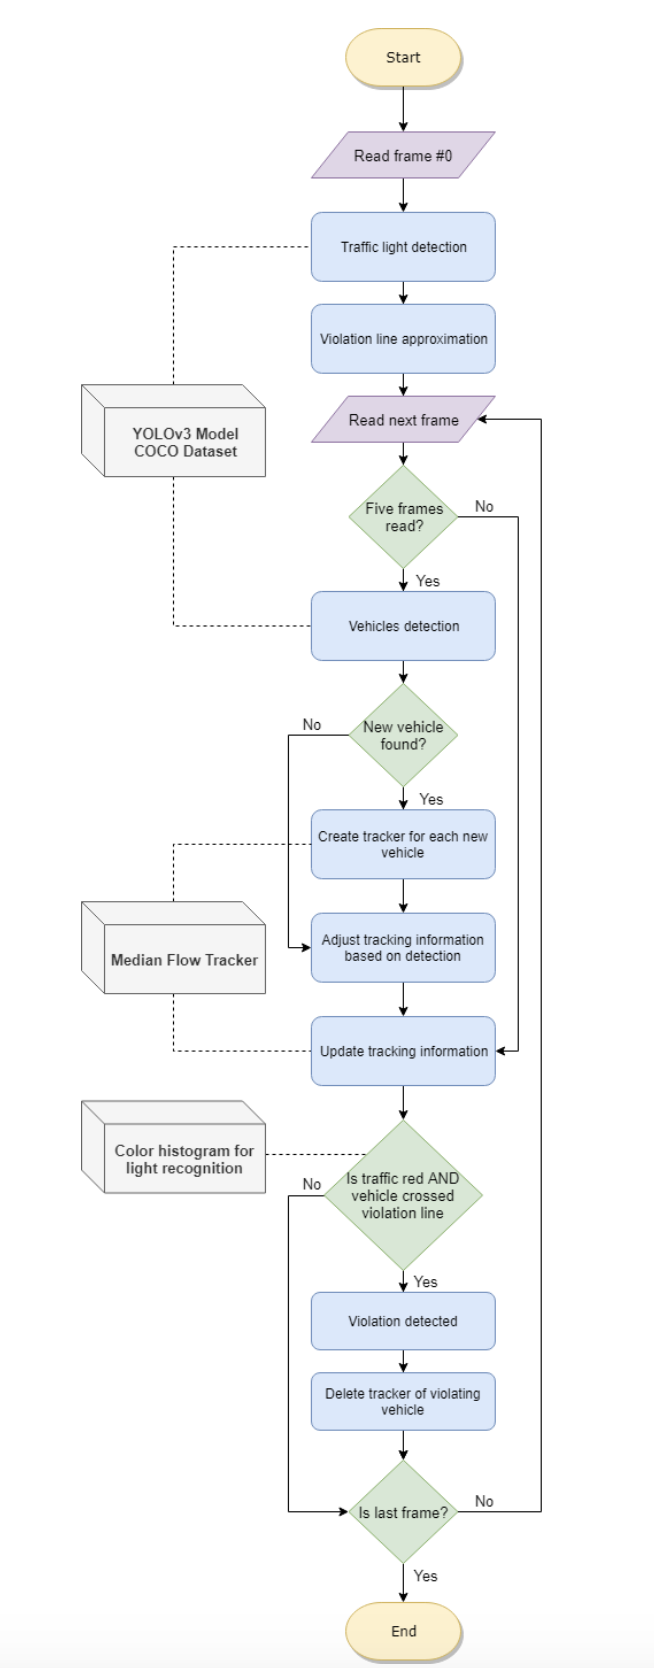 Start
Read frame #0
Traffic light detection
Violation line approximation
Read next frame
YOLOv3 Model
COCO Dataset
Five frames
read?
No
Yes
Vehicles detection
No
New vehicle
found?
Yes
Create tracker for each new
vehicle
Adjust tracking information
based on detection
Median Flow Tracker
Update tracking information
Color histogram for
light recognition
No
Is traffic red AND
vehicle crossed
violation line
Yes
Violation detected
Delete tracker of violating
vehicle
Is last frame?
No
Yes
End